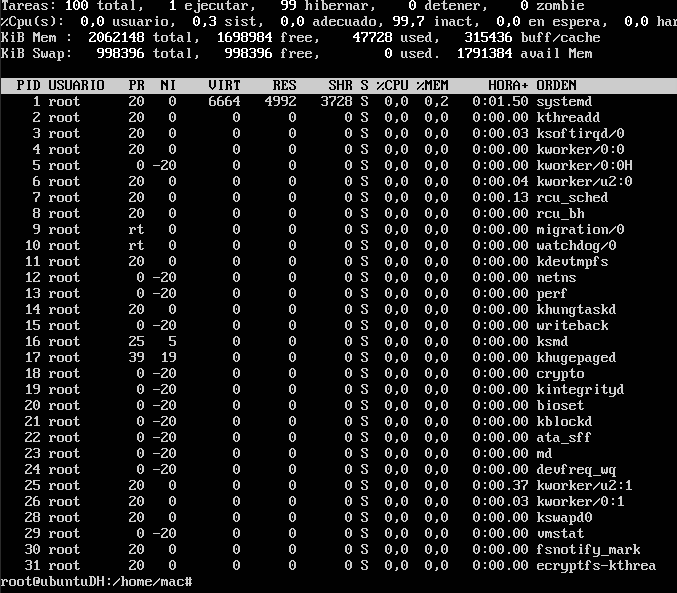 Tareas: 100 total,   1 ejecutar,   99 hibernar,    0 detener,    0 zombie
%Cpu(s):  0,0 usuario,  0,3 sist,  0,0 adecuado, 99,7 inact,  0,0 en espera,  0,0 har
KiB Mem :  2062148 total,  1698984 free,    47728 used,   315436 buff/cache
KiB Swap:   998396 total,   998396 free,        0 used.  1791384 avail Mem
PID USUARIO   PR  NI    VIRT    RES    SHR S %CPU %MEM     HORA+ ORDEN
1 root      20   0    6664   4992   3728 S  0,0  0,2   0:01.50 systemd
2 root      20   0       0      0      0 S  0,0  0,0   0:00.00 kthreadd
3 root      20   0       0      0      0 S  0,0  0,0   0:00.03 ksoftirqd/0
4 root      20   0       0      0      0 S  0,0  0,0   0:00.00 kworker/0:0
5 root       0 -20       0      0      0 S  0,0  0,0   0:00.00 kworker/0:0H
6 root      20   0       0      0      0 S  0,0  0,0   0:00.04 kworker/u2:0
7 root      20   0       0      0      0 S  0,0  0,0   0:00.13 rcu_sched
8 root      20   0       0      0      0 S  0,0  0,0   0:00.00 rcu_bh
9 root      rt   0       0      0      0 S  0,0  0,0   0:00.00 migration/0
10 root      rt   0       0      0      0 S  0,0  0,0   0:00.00 watchdog/0
11 root      20   0       0      0      0 S  0,0  0,0   0:00.00 kdevtmpfs
12 root       0 -20       0      0      0 S  0,0  0,0   0:00.00 netns
13 root       0 -20       0      0      0 S  0,0  0,0   0:00.00 perf
14 root      20   0       0      0      0 S  0,0  0,0   0:00.00 khungtaskd
15 root       0 -20       0      0      0 S  0,0  0,0   0:00.00 writeback
16 root      25   5       0      0      0 S  0,0  0,0   0:00.00 ksmd
17 root      39  19       0      0      0 S  0,0  0,0   0:00.00 khugepaged
18 root       0 -20       0      0      0 S  0,0  0,0   0:00.00 crypto
19 root       0 -20       0      0      0 S  0,0  0,0   0:00.00 kintegrityd
20 root       0 -20       0      0      0 S  0,0  0,0   0:00.00 bioset
21 root       0 -20       0      0      0 S  0,0  0,0   0:00.00 kblockd
22 root       0 -20       0      0      0 S  0,0  0,0   0:00.00 ata_sff
23 root       0 -20       0      0      0 S  0,0  0,0   0:00.00 md
24 root       0 -20       0      0      0 S  0,0  0,0   0:00.00 devfreq_wq
25 root      20   0       0      0      0 S  0,0  0,0   0:00.37 kworker/u2:1
26 root      20   0       0      0      0 S  0,0  0,0   0:00.03 kworker/0:1
28 root      20   0       0      0      0 S  0,0  0,0   0:00.00 kswapd0
29 root       0 -20       0      0      0 S  0,0  0,0   0:00.00 vmstat
30 root      20   0       0      0      0 S  0,0  0,0   0:00.00 fsnotify_mark
31 root      20   0       0      0      0 S  0,0  0,0   0:00.00 ecryptfs-kthrea
root@ubuntuDH:/home/mac#